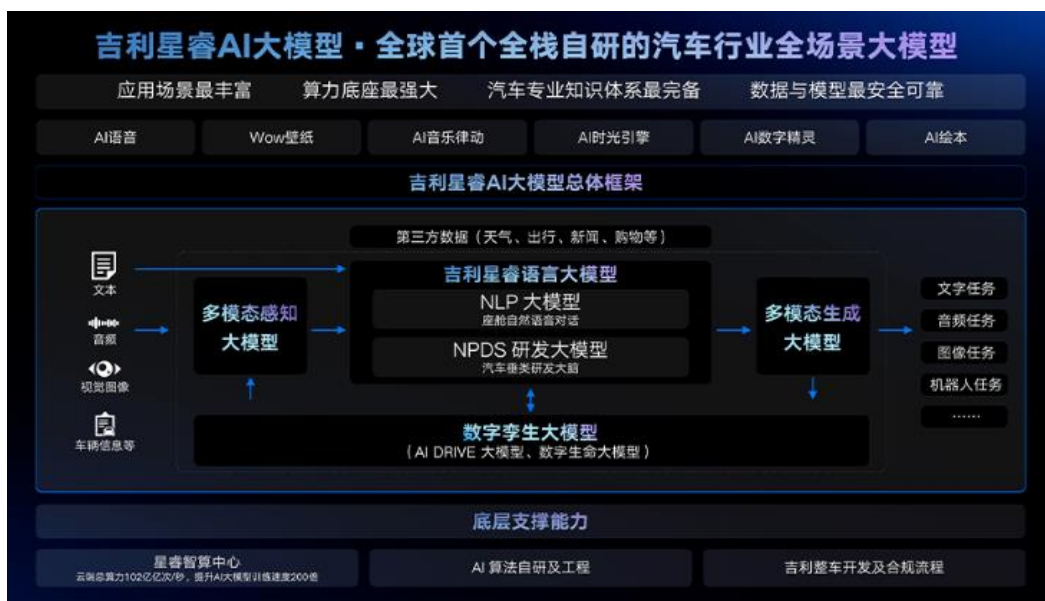 吉利星睿AI大模型·全球首个全栈自研的汽车行业全场景大模型
应用场景最丰富 算力底座最强大 汽车专业知识体系最完备 数据与模型最安全可靠
AI语音 Wow壁纸 AI音乐律动 AI时光引擎 AI数字精灵 AI绘本
吉利星睿AI大模型总体框架
第三方数据（天气、出行、新闻、购物等）
文本
音频
视觉图像
车辆信息等
多模态感知
大模型
吉利星睿语言大模型
NLP 大模型
座舱自然语音对话
NPDS 研发大模型
汽车垂类研发大脑
多模态生成
大模型
数字孪生大模型
（AI DRIVE 大模型、数字生命大模型）
文字任务
音频任务
图像任务
机器人任务
……
底层支撑能力
星睿智算中心
云端总算力102亿亿次/秒，提升AI大模型训练速度200倍
AI 算法自研及工程
吉利整车开发及合规流程